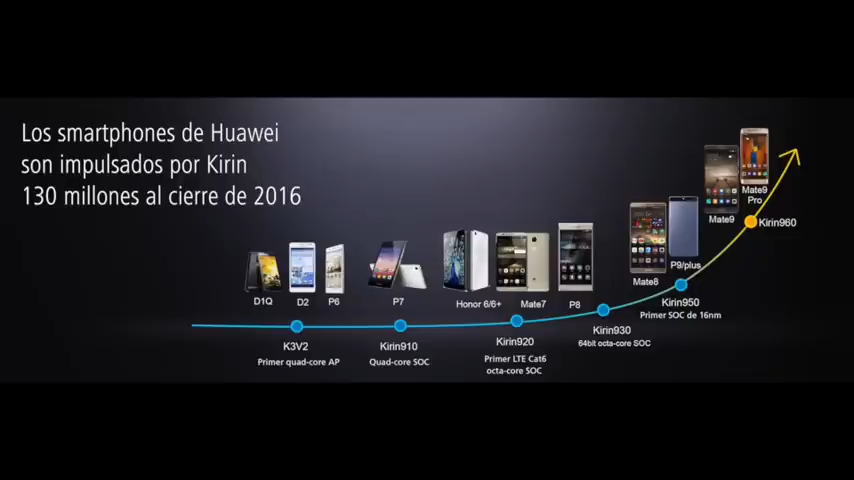 Los smartphones de Huawei
son impulsados por Kirin
130 millones al cierre de 2016
D1Q
D2
P6
P7
Honor 6/6+
Mate7
P8
Mate8
P9/plus
Mate9
Mate9
Pro
K3V2
Primer quad-core AP
Kirin910
Quad-core SOC
Kirin920
Primer LTE Cat6
octa-core SOC
Kirin930
64bit octa-core SOC
Kirin950
Primer SOC de 16nm
Kirin960